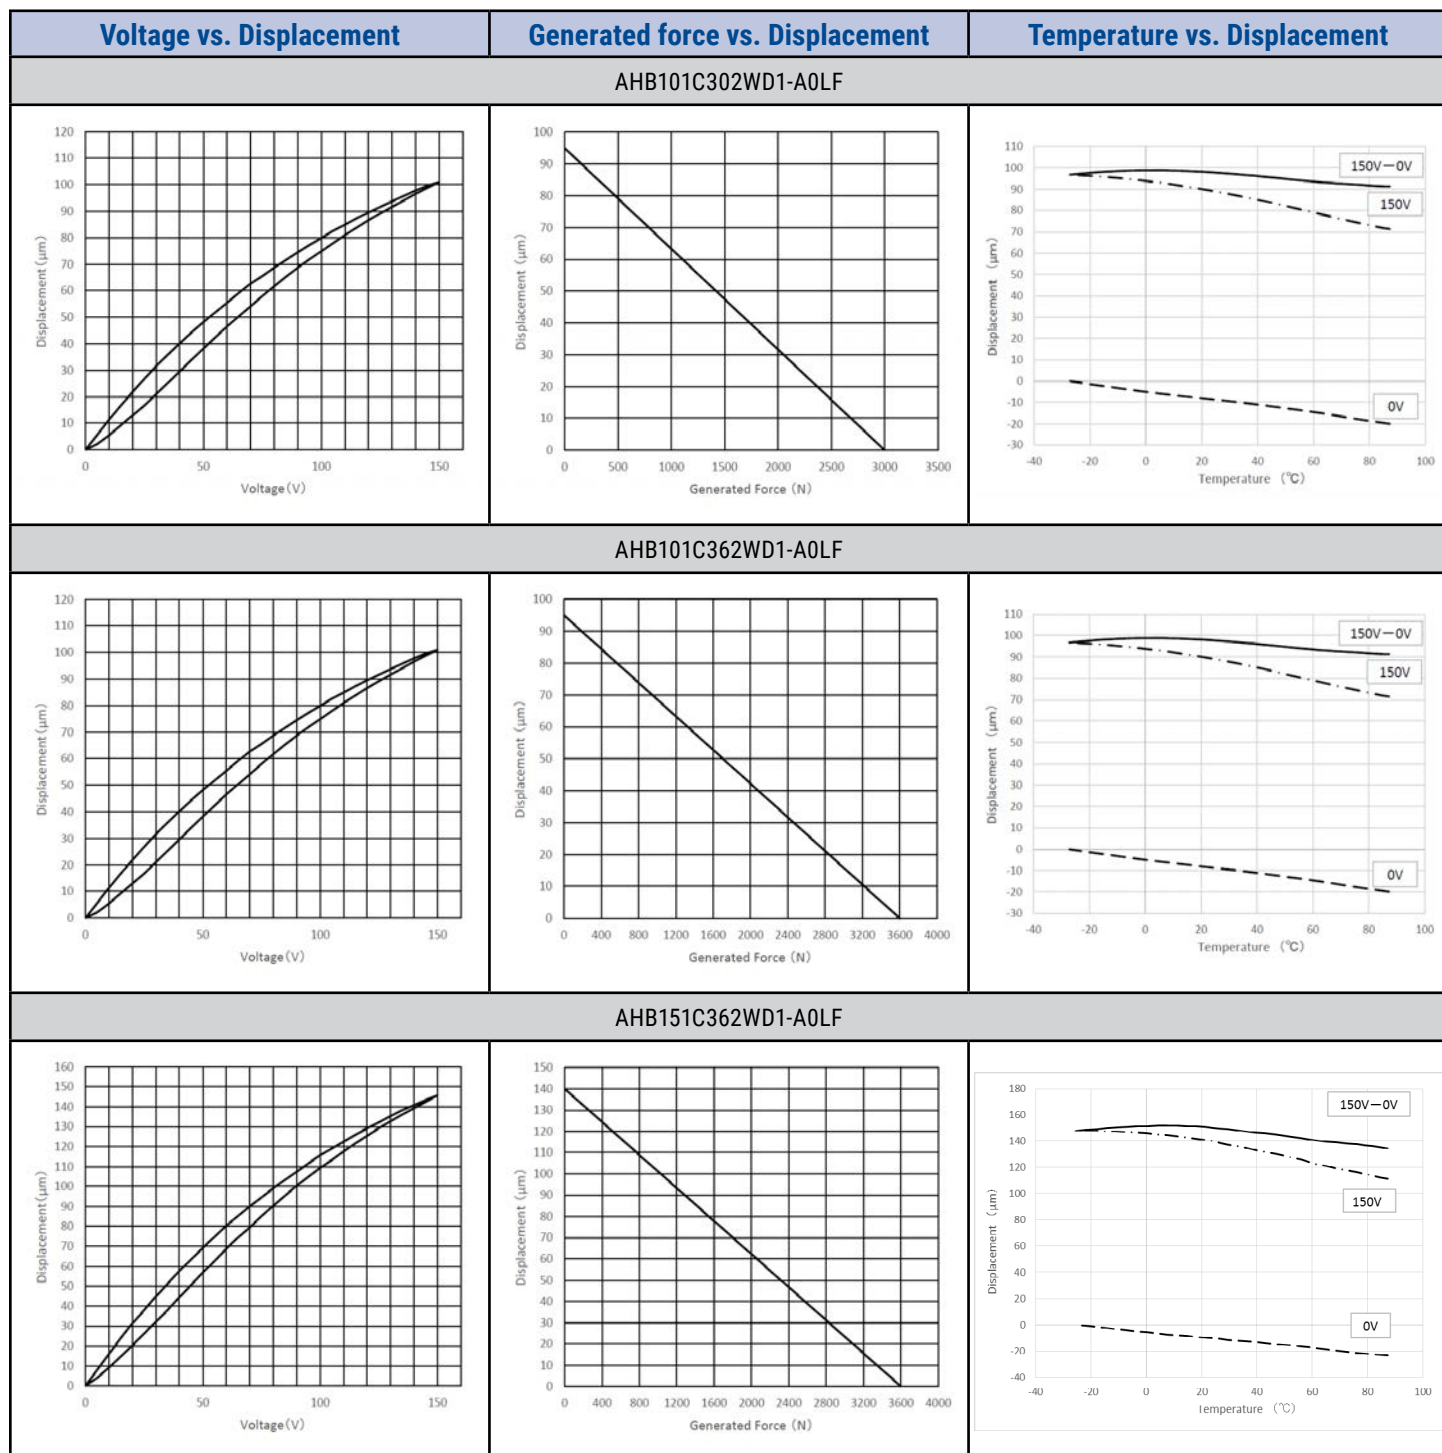 Voltage vs. Displacement
Generated force vs. Displacement
Temperature vs. Displacement
AHB101C302WD1-A0LF
120
110
100
90
80
70
60
50
40
30
20
10
0
Displacement (μm)
0 50 100 150
Voltage(V)
100
90
80
70
60
50
40
30
20
10
0
Displacement (μm)
0 500 1000 1500 2000 2500 3000 3500
Generated Force (N)
110
100
90
80
70
60
50
40
30
20
10
0
-10
-20
-30
Displacement (μm)
150V－0V
150V
0V
-40 -20 0 20 40 60 80 100
Temperature (℃)
AHB101C362WD1-A0LF
120
110
100
90
80
70
60
50
40
30
20
10
0
Displacement (μm)
0 50 100 150
Voltage(V)
100
90
80
70
60
50
40
30
20
10
0
Displacement (μm)
0 400 800 1200 1600 2000 2400 2800 3200 3600 4000
Generated Force (N)
110
100
90
80
70
60
50
40
30
20
10
0
-10
-20
-30
Displacement (μm)
150V－0V
150V
0V
-40 -20 0 20 40 60 80 100
Temperature (℃)
AHB151C362WD1-A0LF
160
150
140
130
120
110
100
90
80
70
60
50
40
30
20
10
0
Displacement(μm)
0 50 100 150
Voltage(V)
150
140
130
120
110
100
90
80
70
60
50
40
30
20
10
0
Displacement (μm)
0 400 800 1200 1600 2000 2400 2800 3200 3600 4000
Generated Force (N)
180
160
140
120
100
80
60
40
20
0
-20
-40
Displacement (μm)
150V－0V
150V
0V
-40 -20 0 20 40 60 80 100
Temperature (℃)